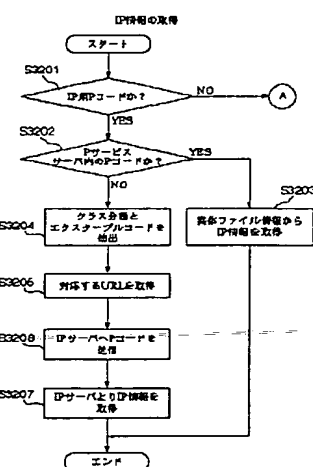 IP情報の取得
スタート
S3201
IP用Pコードか?
NO
A
YES
S3202
Pサービス
サーバ内のPコードか?
YES
NO
S3203
S3204
クラス分類と
エクスターナブルコードを
抽出
実体ファイル情報から
IP情報を取得
対応するURLを取得
IPサーバへPコードを
送信
S3207
IPサーバよりIP情報を
取得
エンド